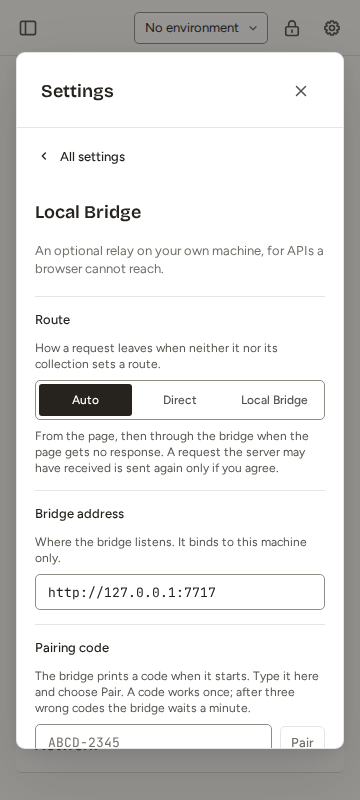 No environment
Settings
All settings
Local Bridge
An optional relay on your own machine, for APIs a
browser cannot reach.
Route
How a request leaves when neither it nor its
collection sets a route.
Auto Direct Local Bridge
From the page, then through the bridge when the
page gets no response. A request the server may
have received is sent again only if you agree.
Bridge address
Where the bridge listens. It binds to this machine
only.
http://127.0.0.1:7717
Pairing code
The bridge prints a code when it starts. Type it here
and choose Pair. A code works once; after three
wrong codes the bridge waits a minute.
ABCD-2345 Pair